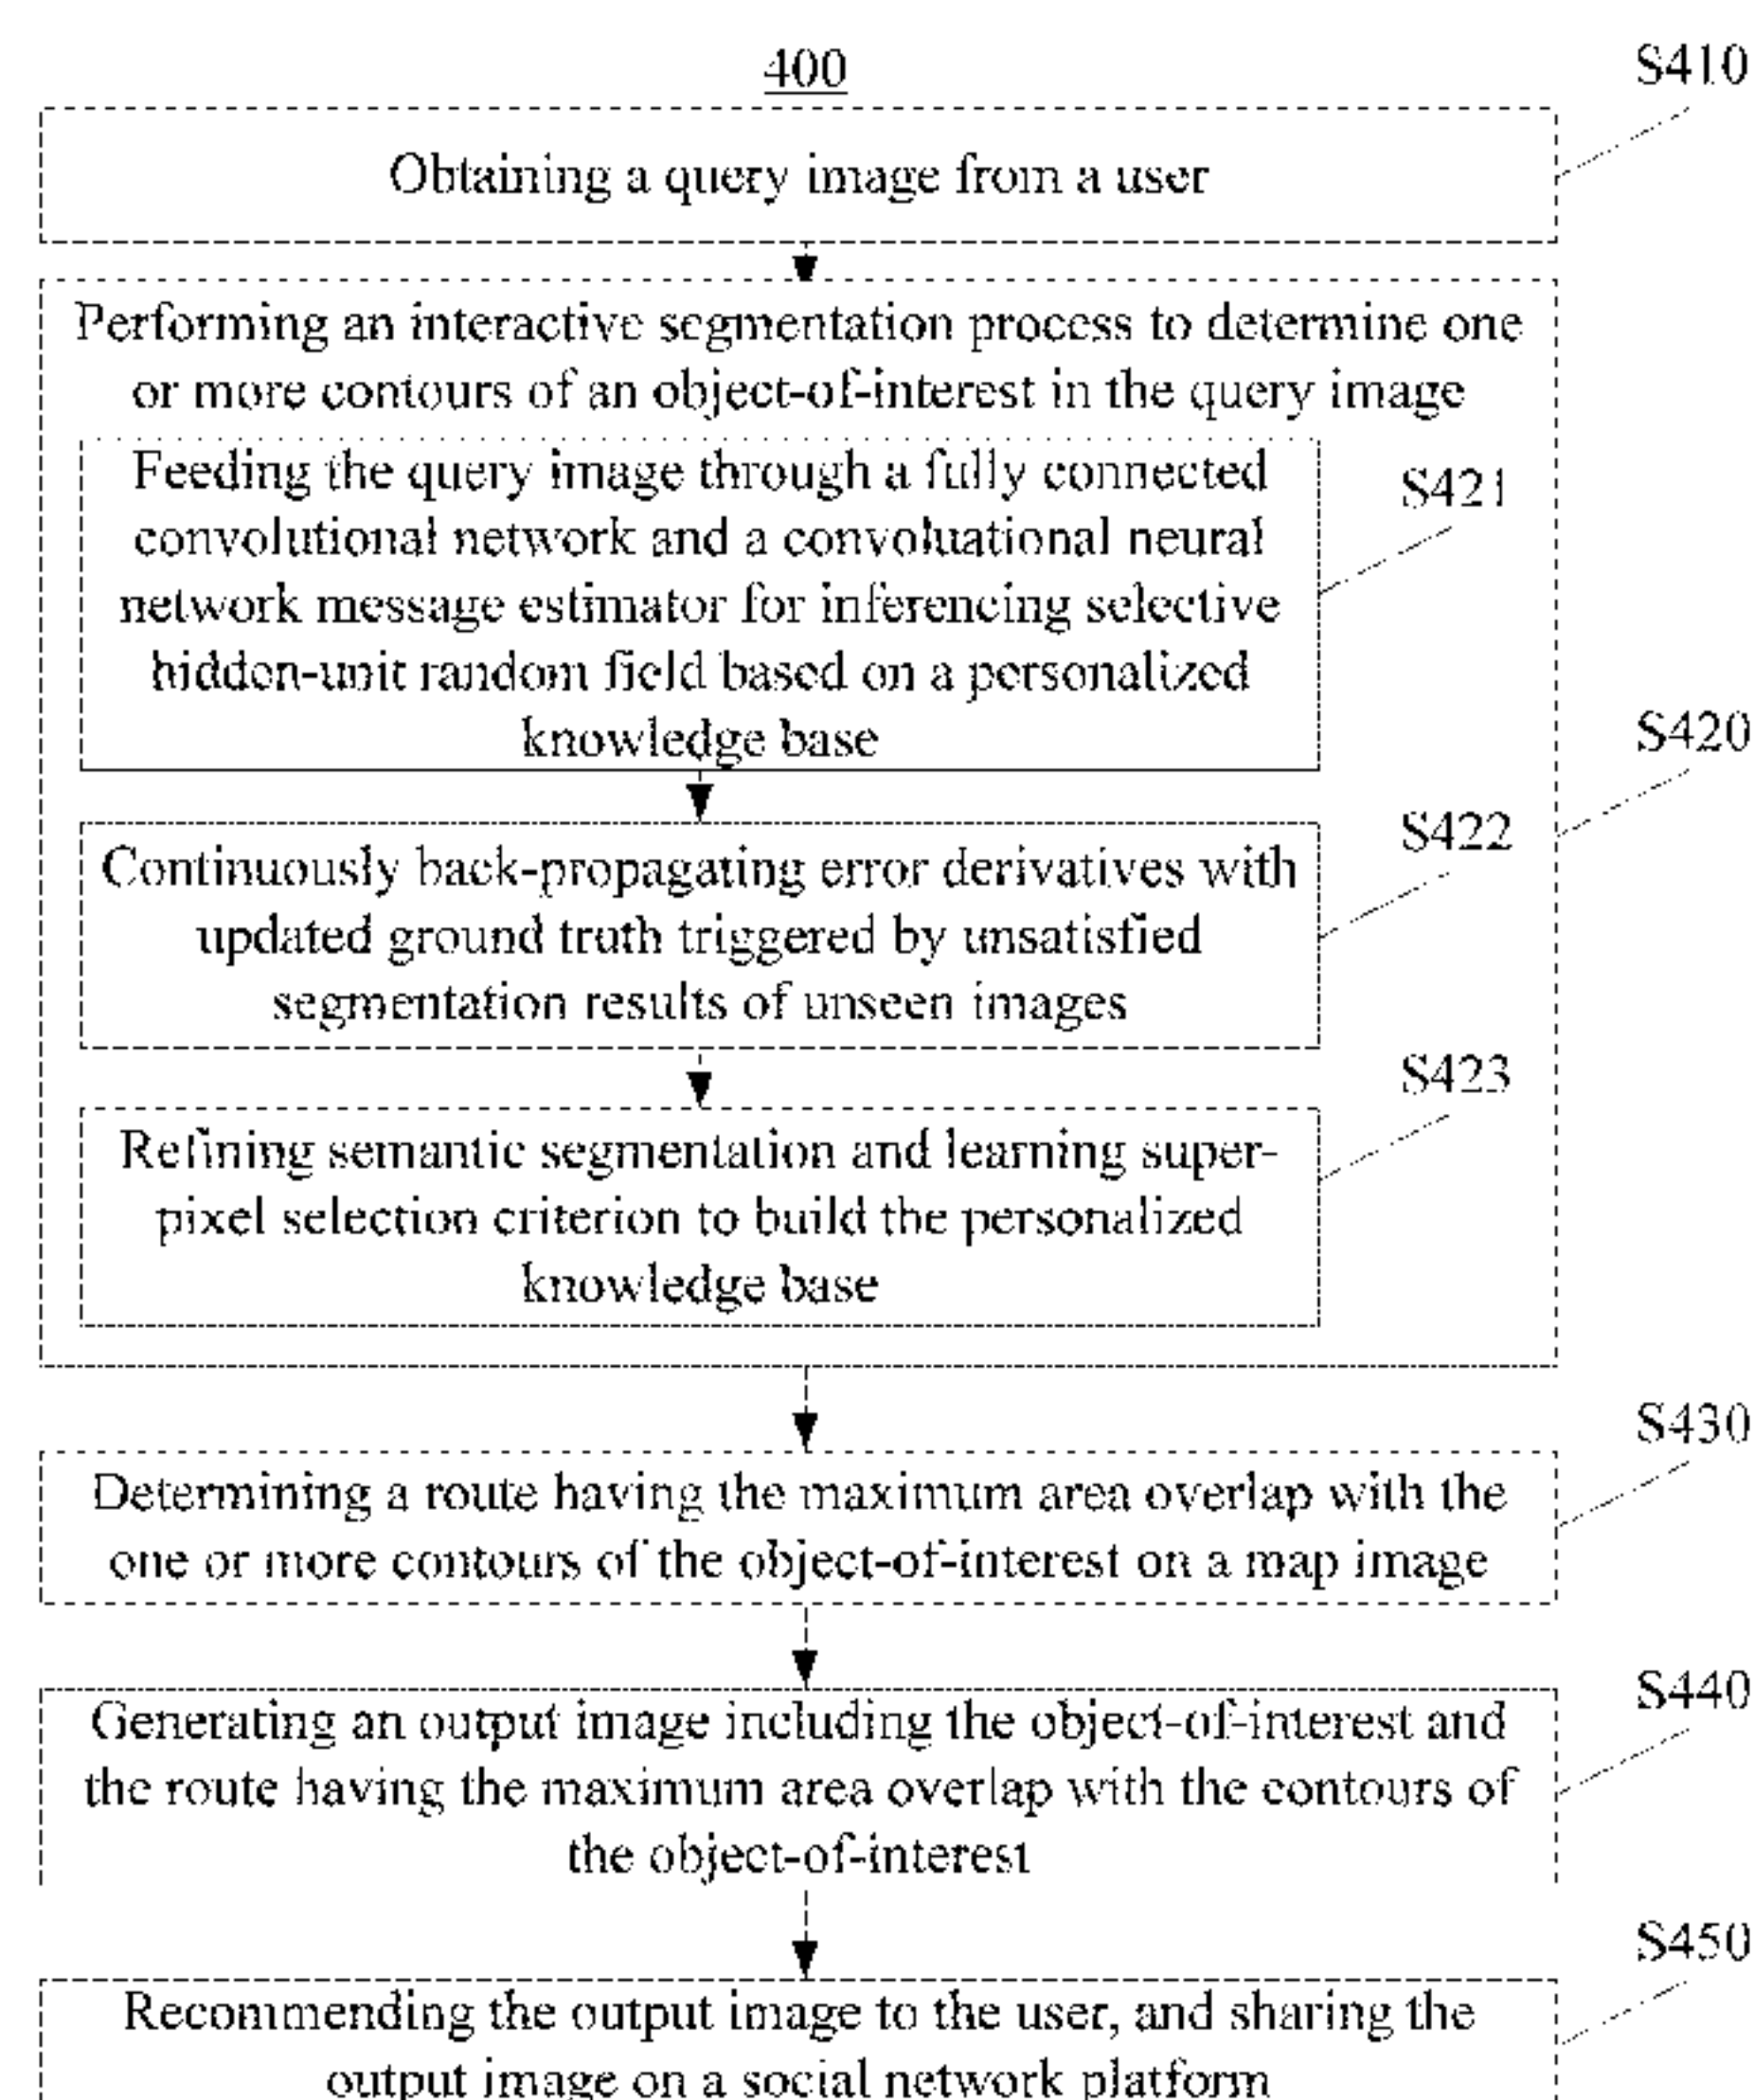 400
S410
Obtaining a query image from a user
Performing an interactive segmentation process to determine one
or more contours of an object-of-interest in the query image
Feeding the query image through a fully connected
convolutional network and a convoluational neural
network message estimator for inferencing selective
hidden-unit random field based on a personalized
knowledge base
S421
S420
Continuously back-propagating error derivatives with
updated ground truth triggered by unsatisfied
segmentation results of unseen images
S422
Refining semantic segmentation and learning super-
pixel selection criterion to build the personalized
knowledge base
S423
Determining a route having the maximum area overlap with the
one or more contours of the object-of-interest on a map image
S430
Generating an output image including the object-of-interest and
the route having the maximum area overlap with the contours of
the object-of-interest
S440
Recommending the output image to the user, and sharing the
output image on a social network platform
S450